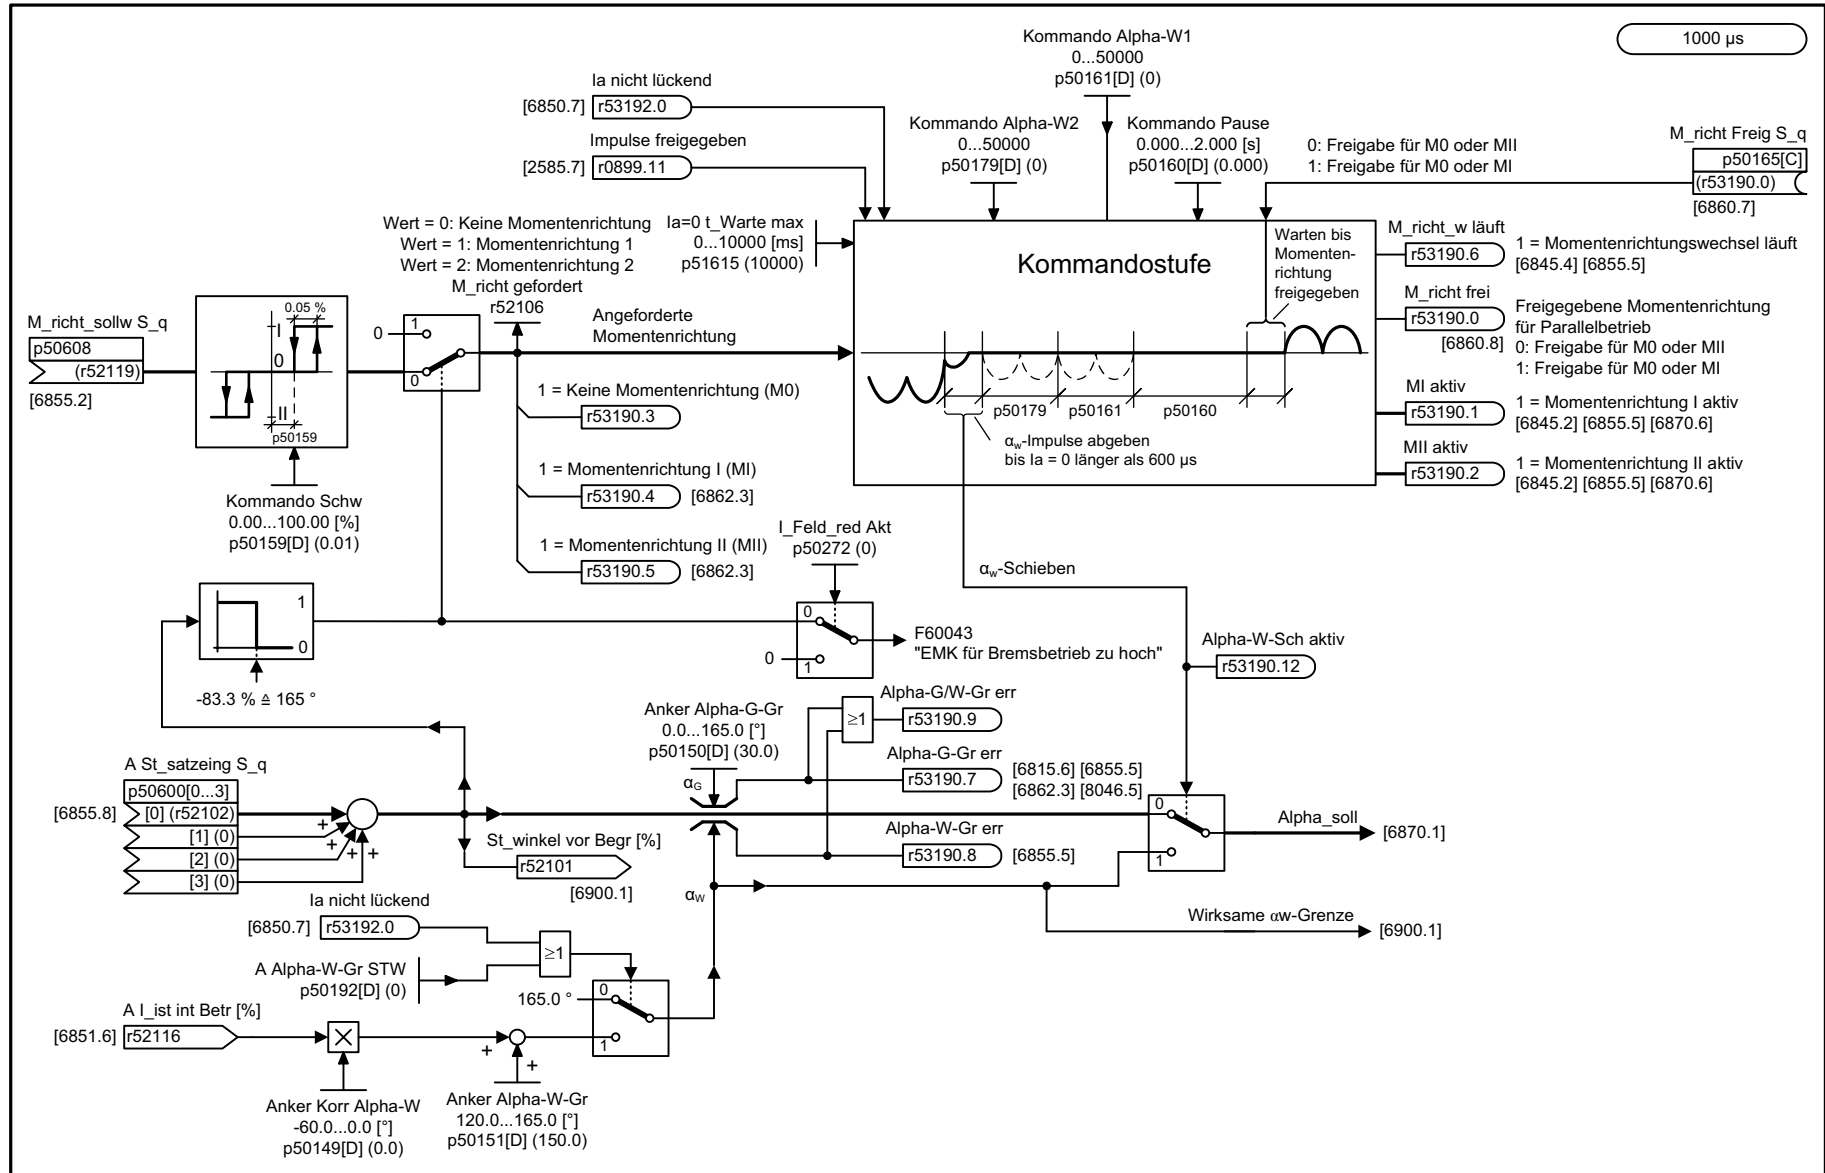 1000 µs
Kommando Alpha-W1
0...50000
p50161[D] (0)
Ia nicht lückend
[6850.7] r53192.0
Impulse freigegeben
[2585.7] r0899.11
Kommando Alpha-W2
0...50000
p50179[D] (0)
Kommando Pause
0.000...2.000 [s]
p50160[D] (0.000)
0: Freigabe für M0 oder MII
1: Freigabe für M0 oder MI
M_richt Freig S_q
p50165[C]
(r53190.0)
[6860.7]
Wert = 0: Keine Momentenrichtung
Wert = 1: Momentenrichtung 1
Wert = 2: Momentenrichtung 2
M_richt gefordert
r52106
Ia=0 t_Warte max
0...10000 [ms]
p51615 (10000)
Kommandostufe
Warten bis
Momenten-
richtung
freigegeben
M_richt_w läuft
r53190.6
1 = Momentenrichtungswechsel läuft
[6845.4] [6855.5]
M_richt frei
r53190.0
[6860.8]
Freigegebene Momentenrichtung
für Parallelbetrieb
0: Freigabe für M0 oder MII
1: Freigabe für M0 oder MI
MI aktiv
r53190.1
1 = Momentenrichtung I aktiv
[6845.2] [6855.5] [6870.6]
MII aktiv
r53190.2
1 = Momentenrichtung II aktiv
[6845.2] [6855.5] [6870.6]
M_richt_sollw S_q
p50608
(r52119)
[6855.2]
0.05 %
I
0
II
p50159
0
1
0
Angeforderte
Momentenrichtung
p50179 p50161 p50160
αw-Impulse abgeben
bis Ia = 0 länger als 600 µs
1 = Keine Momentenrichtung (M0)
r53190.3
1 = Momentenrichtung I (MI)
r53190.4 [6862.3]
1 = Momentenrichtung II (MII)
r53190.5 [6862.3]
Kommando Schw
0.00...100.00 [%]
p50159[D] (0.01)
I_Feld_red Akt
p50272 (0)
αw-Schieben
1
0
-83.3 % ≙ 165 °
0
0
1
F60043
"EMK für Bremsbetrieb zu hoch"
Alpha-W-Sch aktiv
r53190.12
Anker Alpha-G-Gr
0.0...165.0 [°]
p50150[D] (30.0)
αG
≥1
Alpha-G/W-Gr err
r53190.9
Alpha-G-Gr err
r53190.7
[6815.6] [6855.5]
[6862.3] [8046.5]
Alpha-W-Gr err
r53190.8 [6855.5]
A St_satzeing S_q
p50600[0...3]
[6855.8] [0] (r52102)
[1] (0)
[2] (0)
[3] (0)
+
+
+
+
St_winkel vor Begr [%]
r52101
[6900.1]
0
1
Alpha_soll
[6870.1]
αW
Wirksame αw-Grenze
[6900.1]
Ia nicht lückend
[6850.7] r53192.0
A Alpha-W-Gr STW
p50192[D] (0)
≥1
165.0 °
0
1
A I_ist int Betr [%]
[6851.6] r52116
+
+
Anker Korr Alpha-W
-60.0...0.0 [°]
p50149[D] (0.0)
Anker Alpha-W-Gr
120.0...165.0 [°]
p50151[D] (150.0)